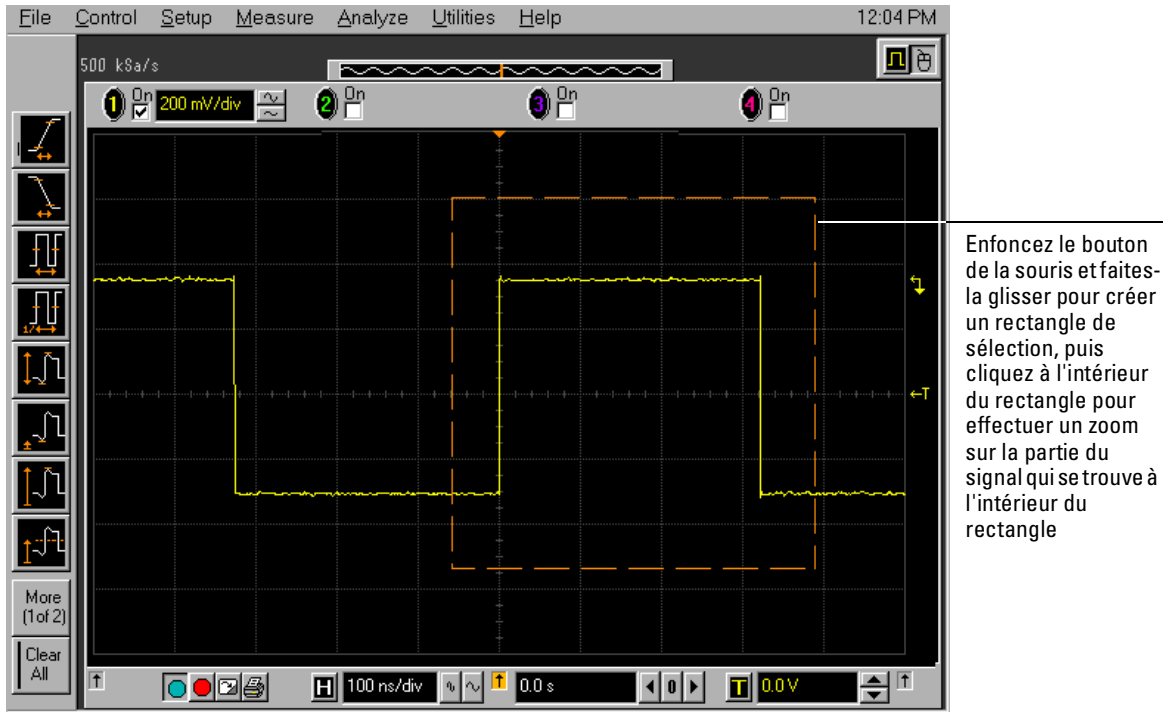 File Control Setup Measure Analyze Utilities Help 12:04 PM
500 kSa/s
1 On 200 mV/div 2 On 3 On 4 On
17
T
More
(1of 2)
Clear
All
H 100 ns/div 0.0 s 0 T 0.0 V
Enfoncez le bouton
de la souris et faites-
la glisser pour créer
un rectangle de
sélection, puis
cliquez à l'intérieur
du rectangle pour
effectuer un zoom
sur la partie du
signal qui se trouve à
l'intérieur du
rectangle